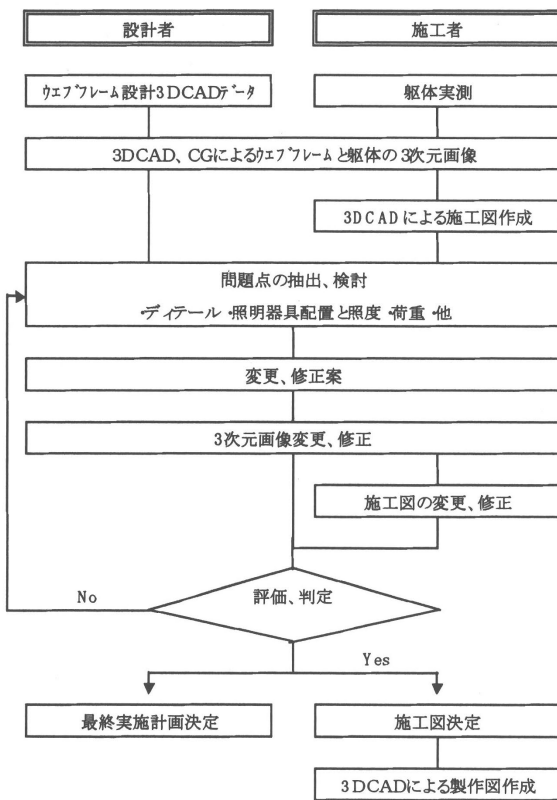 設計者
施工者
ウエブフレーム設計3DCADデータ
躯体実測
3DCAD、CGによるウエブフレームと躯体の3次元画像
3DCADによる施工図作成
問題点の抽出、検討
・ディテール ・照明器具配置と照度 ・荷重 ・他
変更、修正案
3次元画像変更、修正
施工図の変更、修正
評価、判定
No
Yes
最終実施計画決定
施工図決定
3DCADによる製作図作成